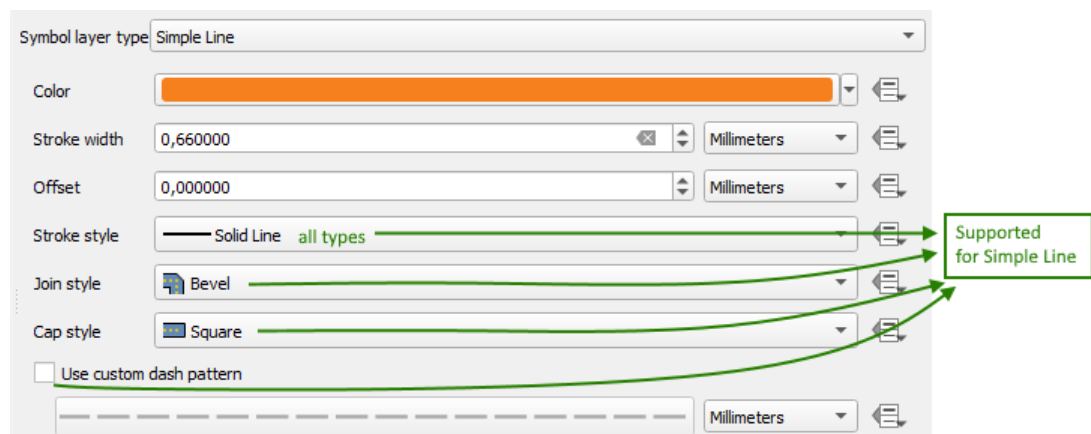 Symbol layer type Simple Line
Color
Stroke width 0,660000 Millimeters
Offset 0,000000 Millimeters
Stroke style Solid Line all types
Supported
for Simple Line
Join style Bevel
Cap style Square
Use custom dash pattern
Millimeters